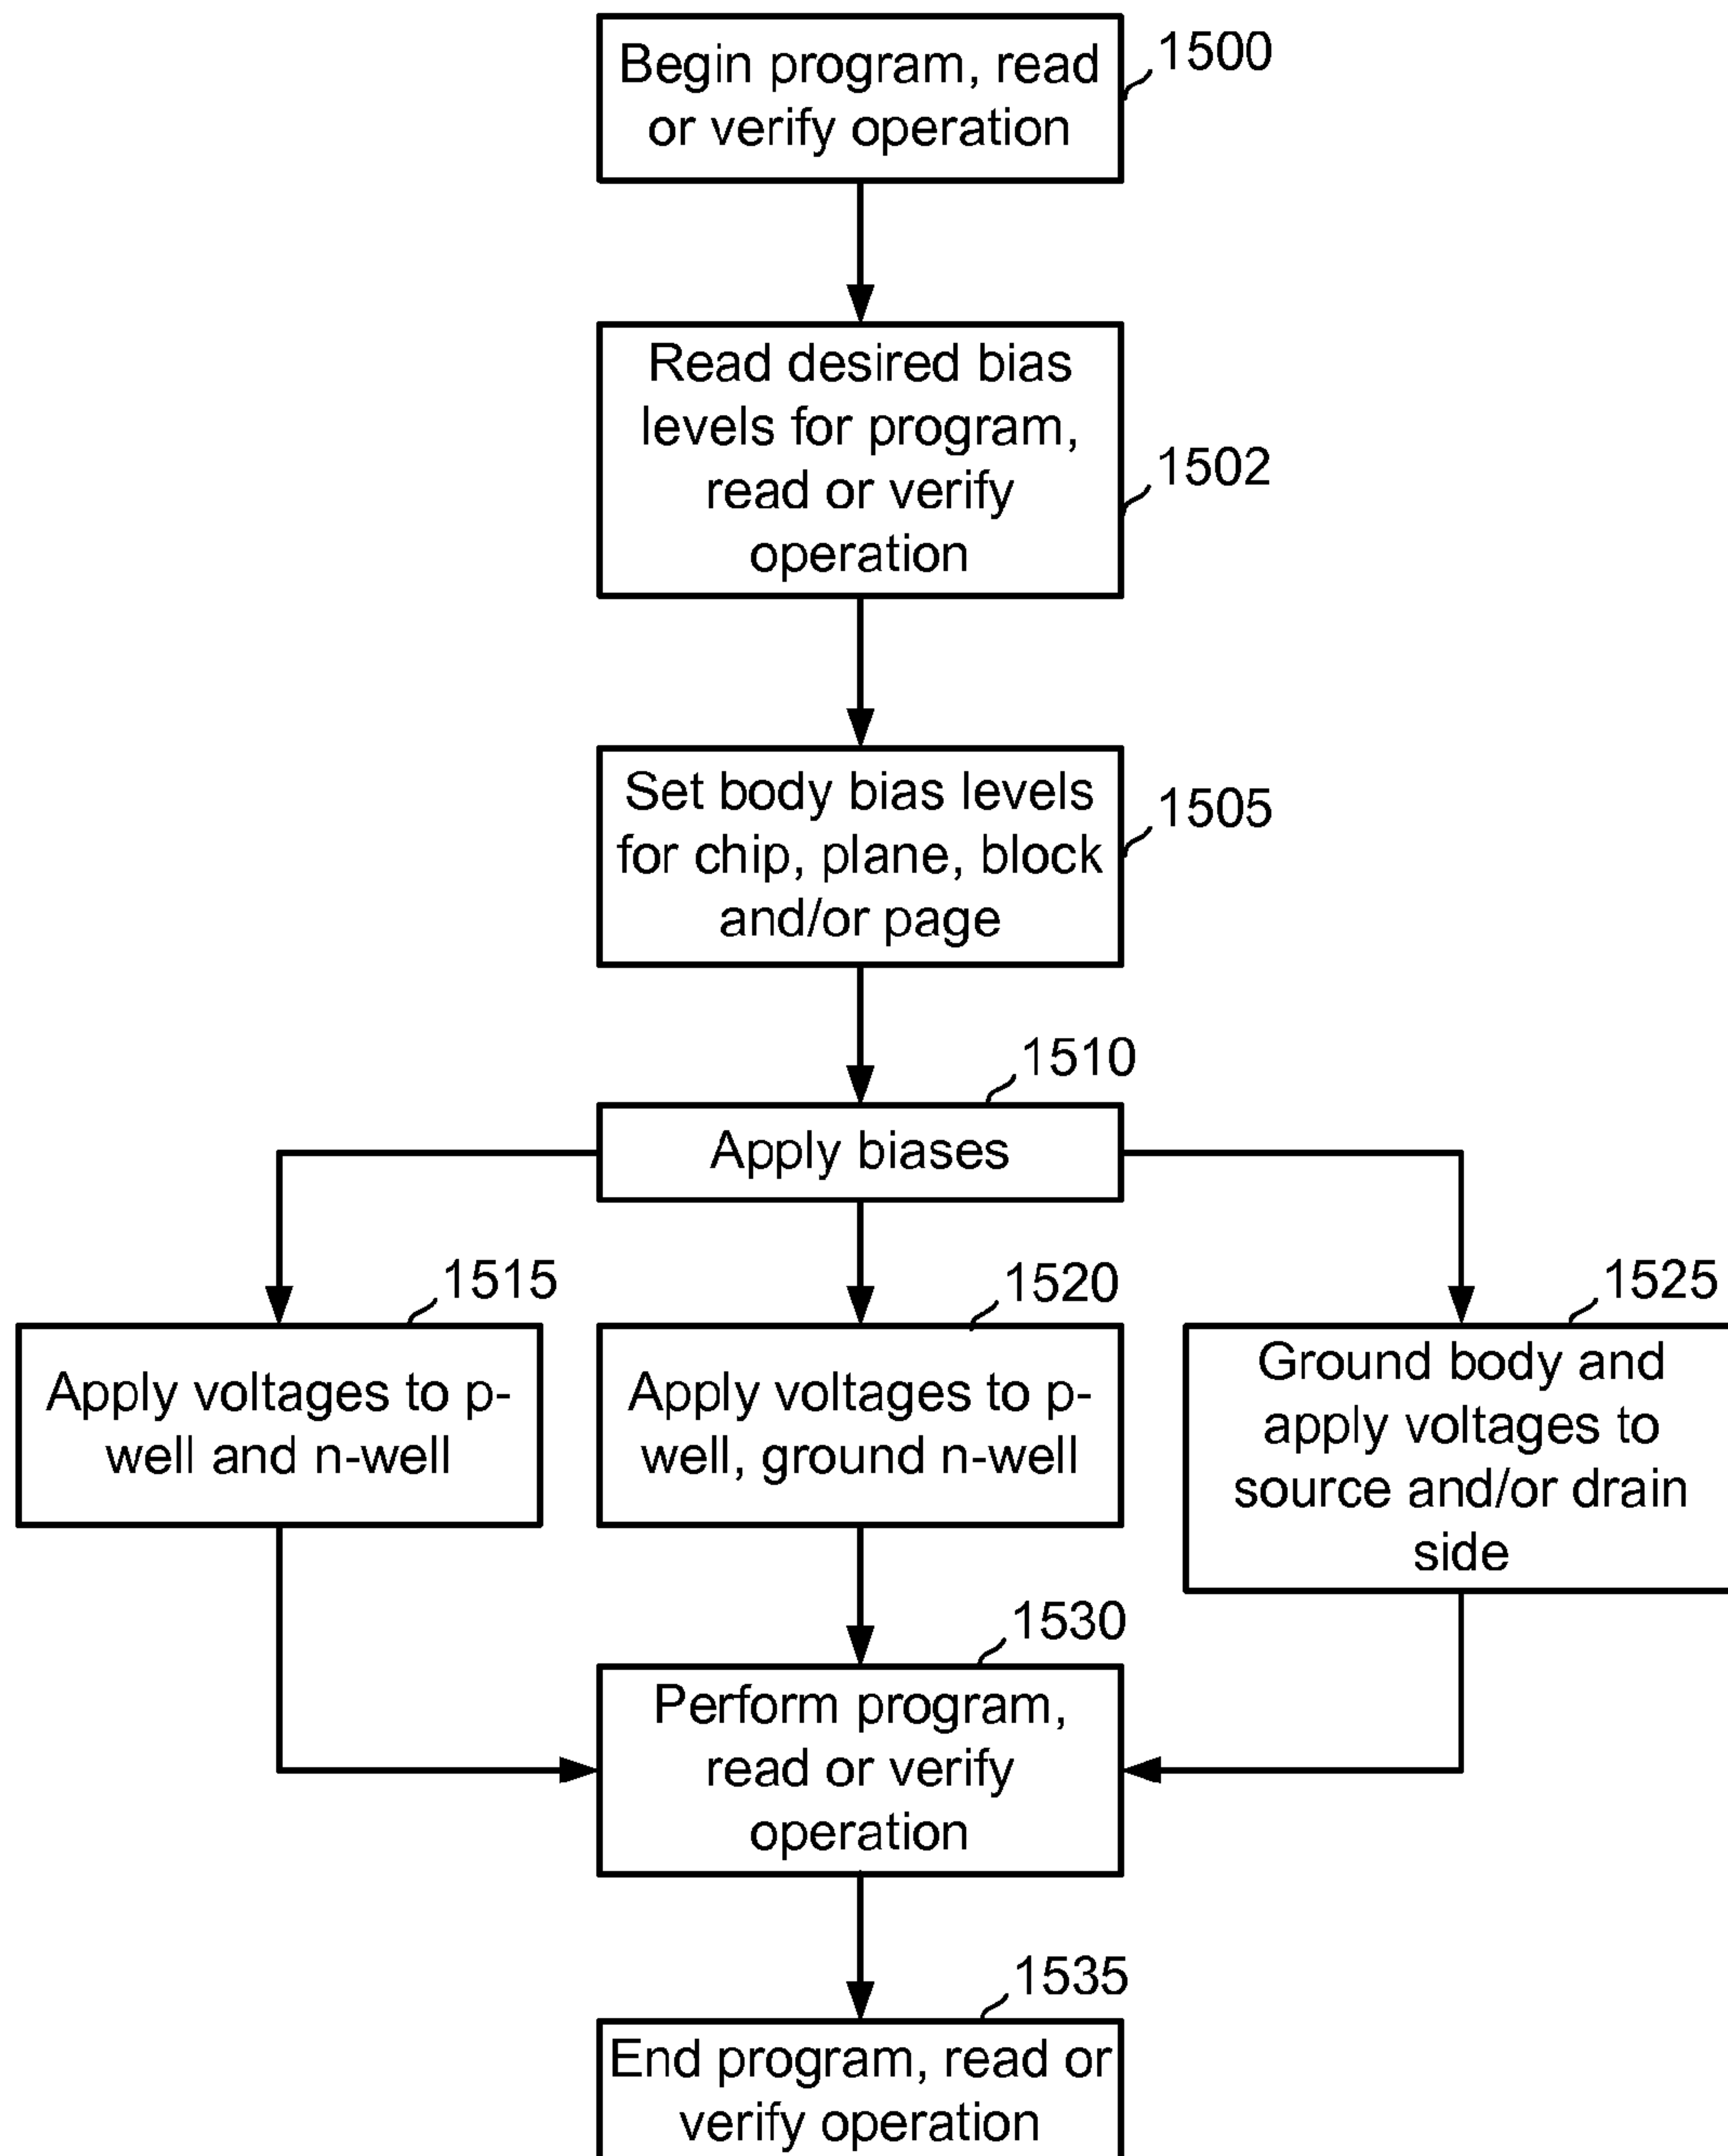 Begin program, read
or verify operation
1500
Read desired bias
levels for program,
read or verify
operation
1502
Set body bias levels
for chip, plane, block
and/or page
1505
1510
Apply biases
1515
Apply voltages to p-
well and n-well
1520
Apply voltages to p-
well, ground n-well
1525
Ground body and
apply voltages to
source and/or drain
side
1530
Perform program,
read or verify
operation
1535
End program, read or
verify operation